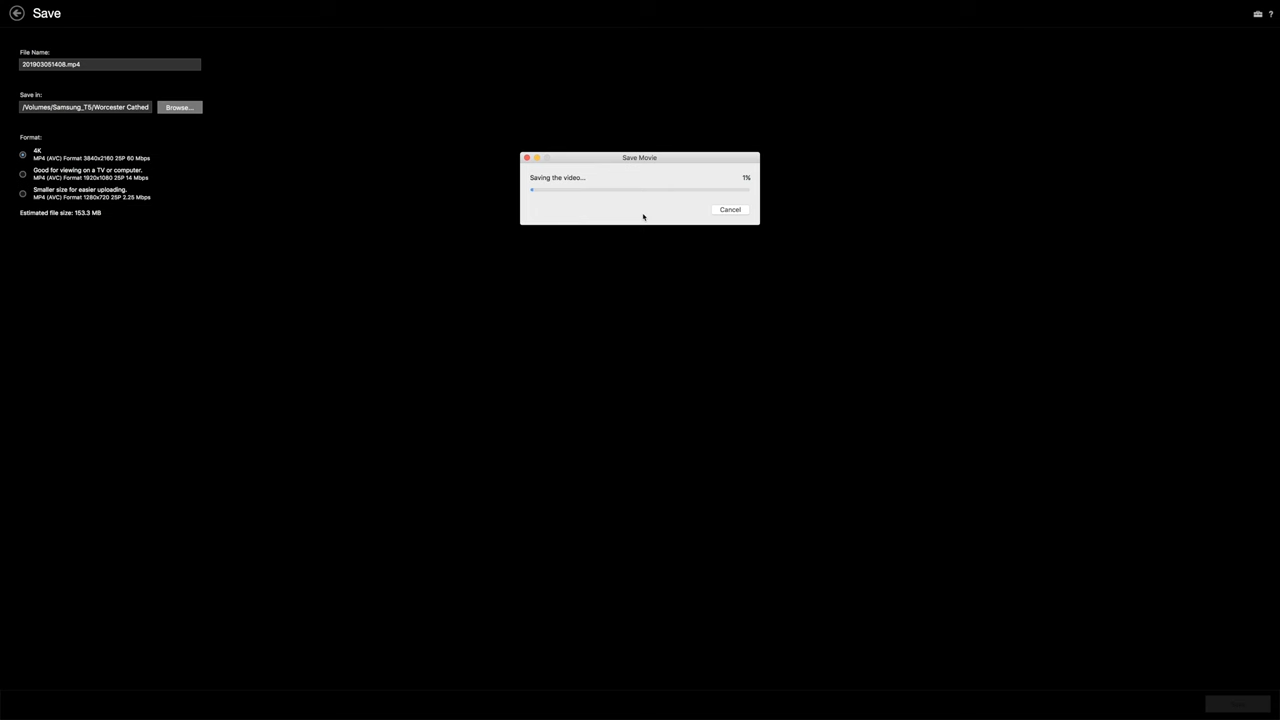 Save
?
File Name:
201903051408.mp4
Save in:
/Volumes/Samsung_T5/Worcester Cathed
Browse...
Format:
4K
MP4 (AVC) Format 3840x2160 25P 60 Mbps
Good for viewing on a TV or computer.
MP4 (AVC) Format 1920x1080 25P 14 Mbps
Smaller size for easier uploading.
MP4 (AVC) Format 1280x720 25P 2.25 Mbps
Estimated file size: 153.3 MB
Save Movie
Saving the video... 1%
Cancel